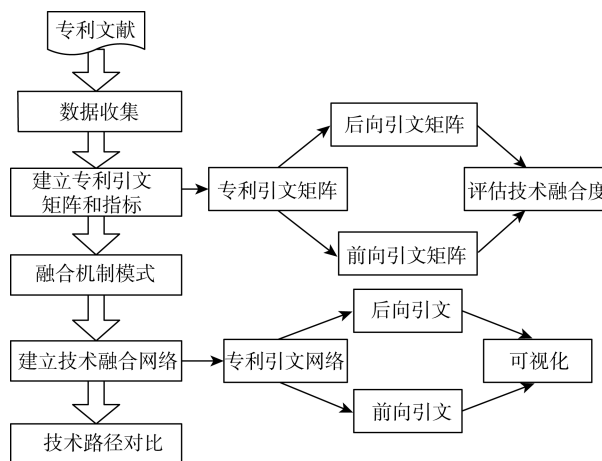 专利文献
数据收集
后向引文矩阵
建立专利引文
矩阵和指标
专利引文矩阵
评估技术融合度
前向引文矩阵
融合机制模式
后向引文
建立技术融合网络
专利引文网络
可视化
前向引文
技术路径对比